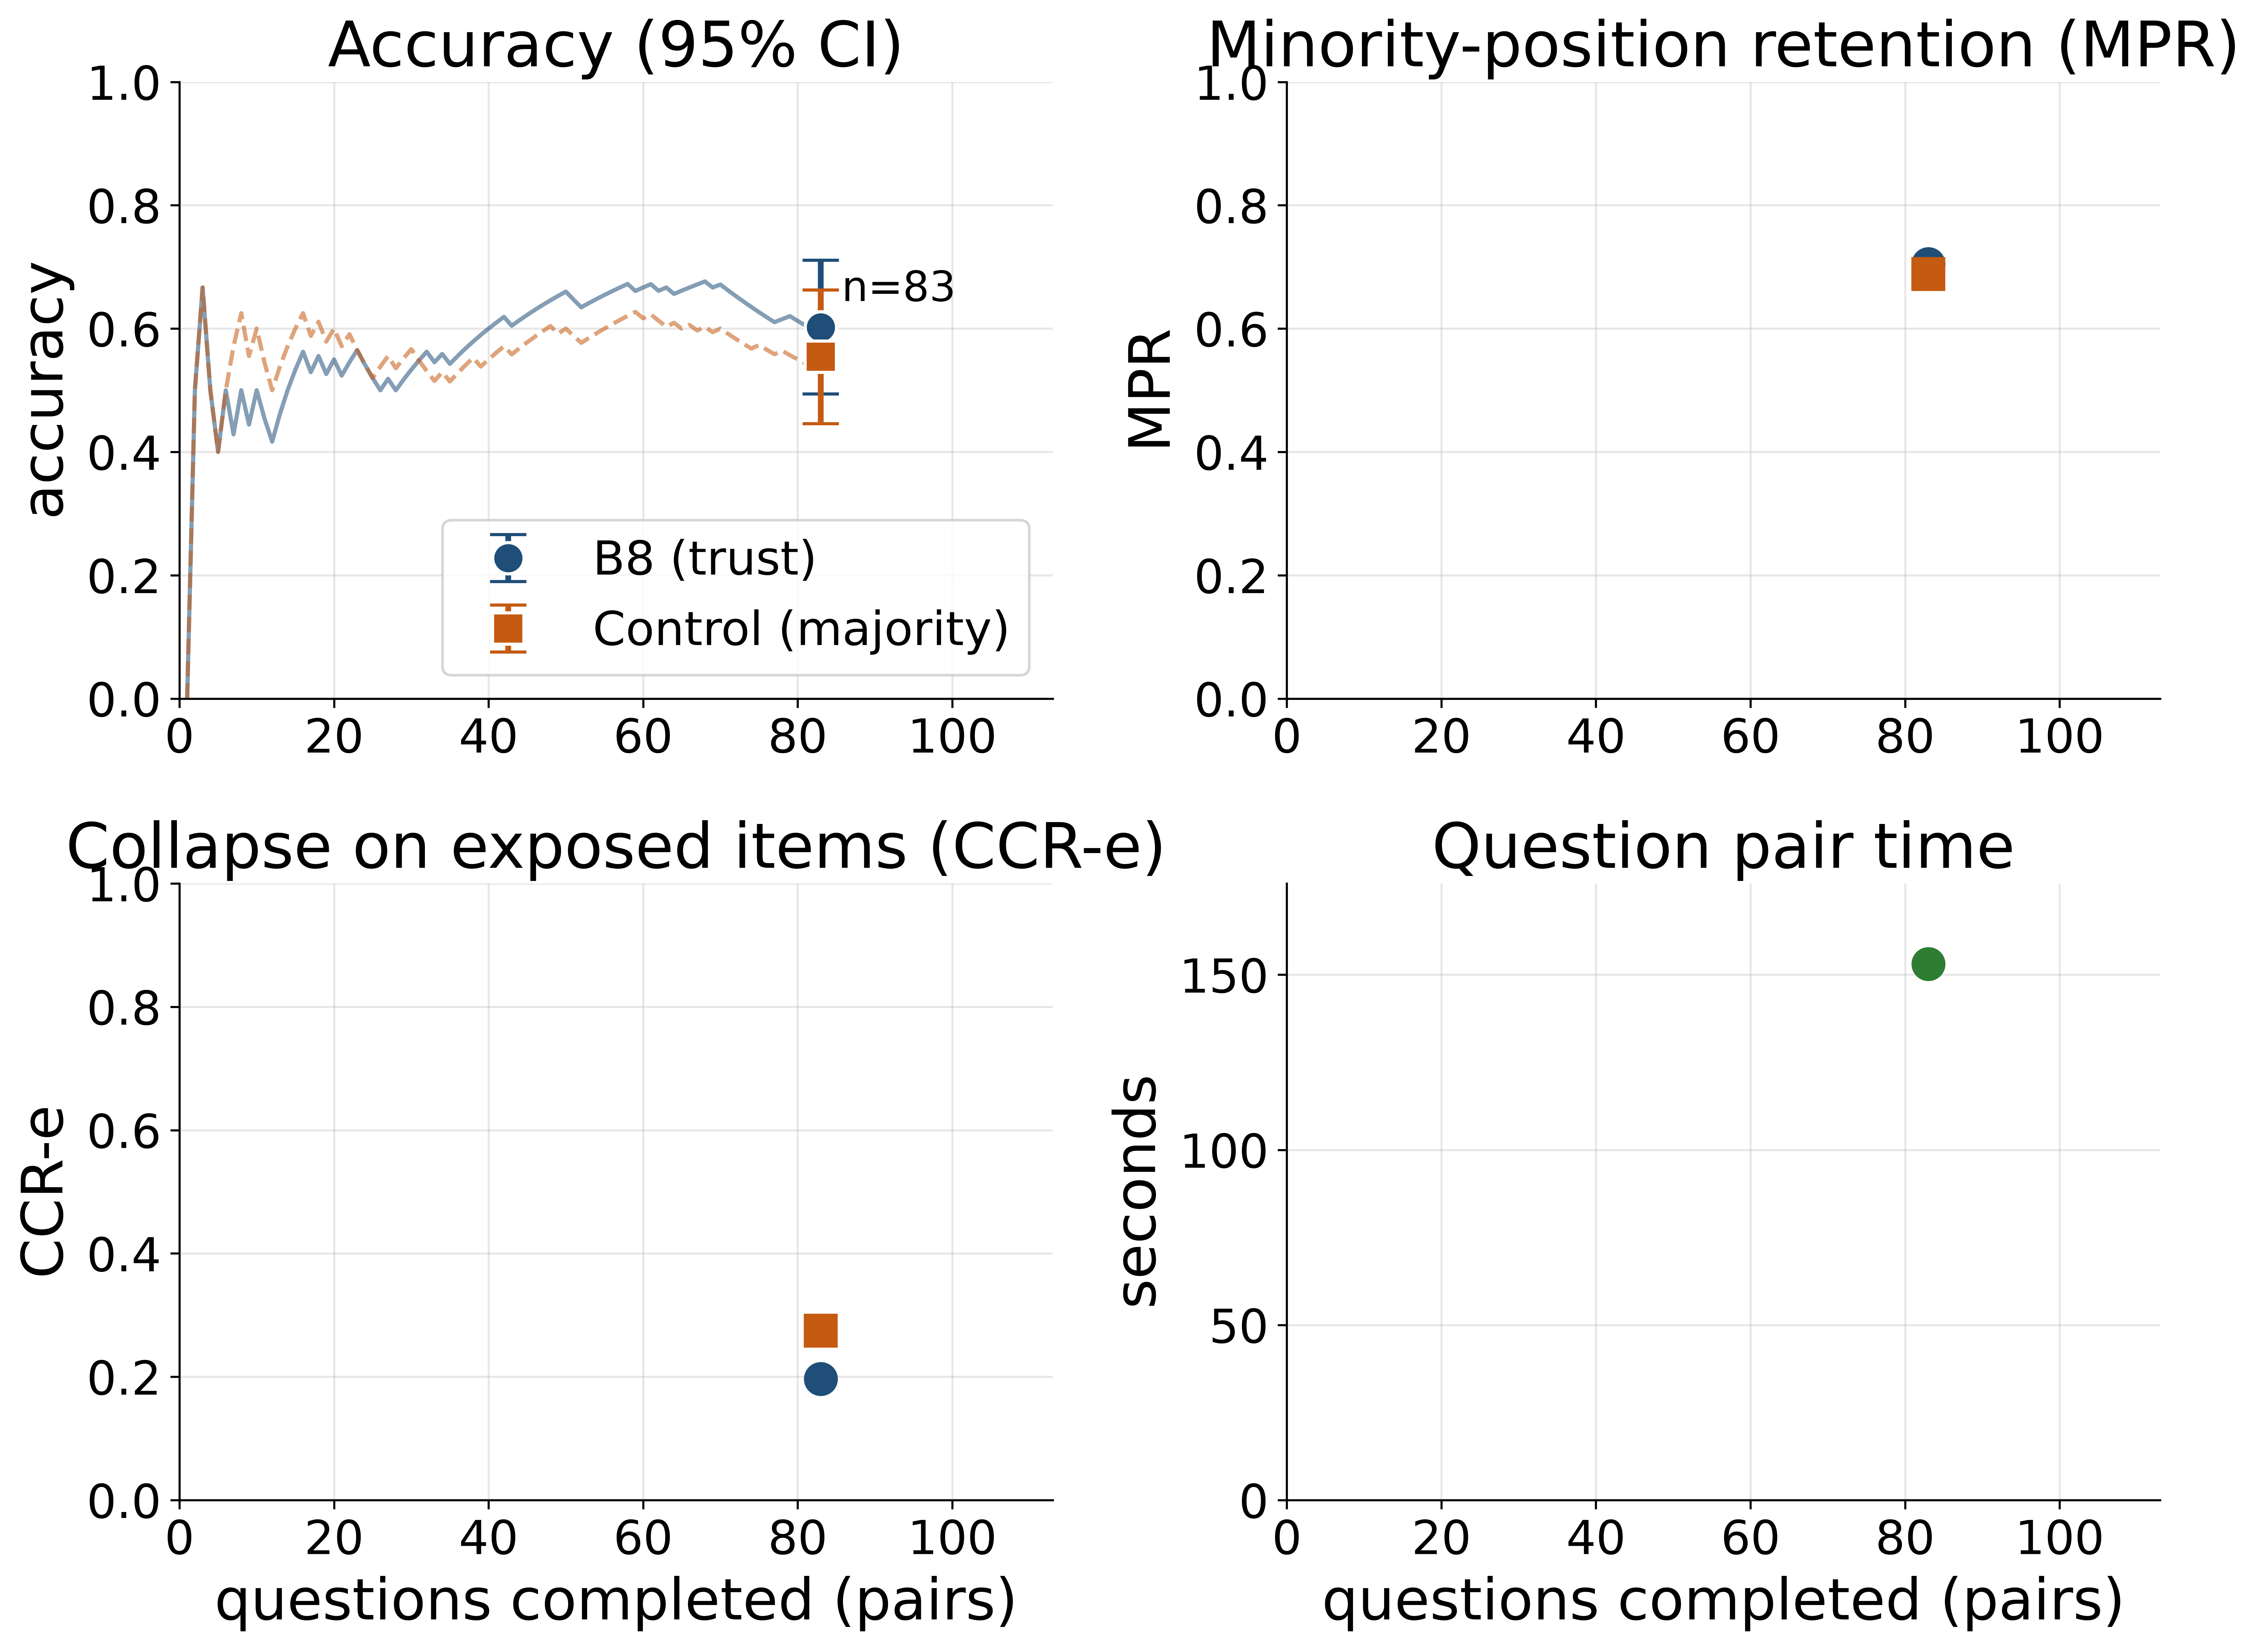 Accuracy (95% CI)
1.0
0.8
0.6
0.4
0.2
0.0
accuracy
n=83
B8 (trust)
Control (majority)
0 20 40 60 80 100
Minority-position retention (MPR)
1.0
0.8
0.6
0.4
0.2
0.0
MPR
0 20 40 60 80 100
Collapse on exposed items (CCR-e)
1.0
0.8
0.6
0.4
0.2
0.0
CCR-e
0 20 40 60 80 100
questions completed (pairs)
Question pair time
150
100
50
0
seconds
0 20 40 60 80 100
questions completed (pairs)